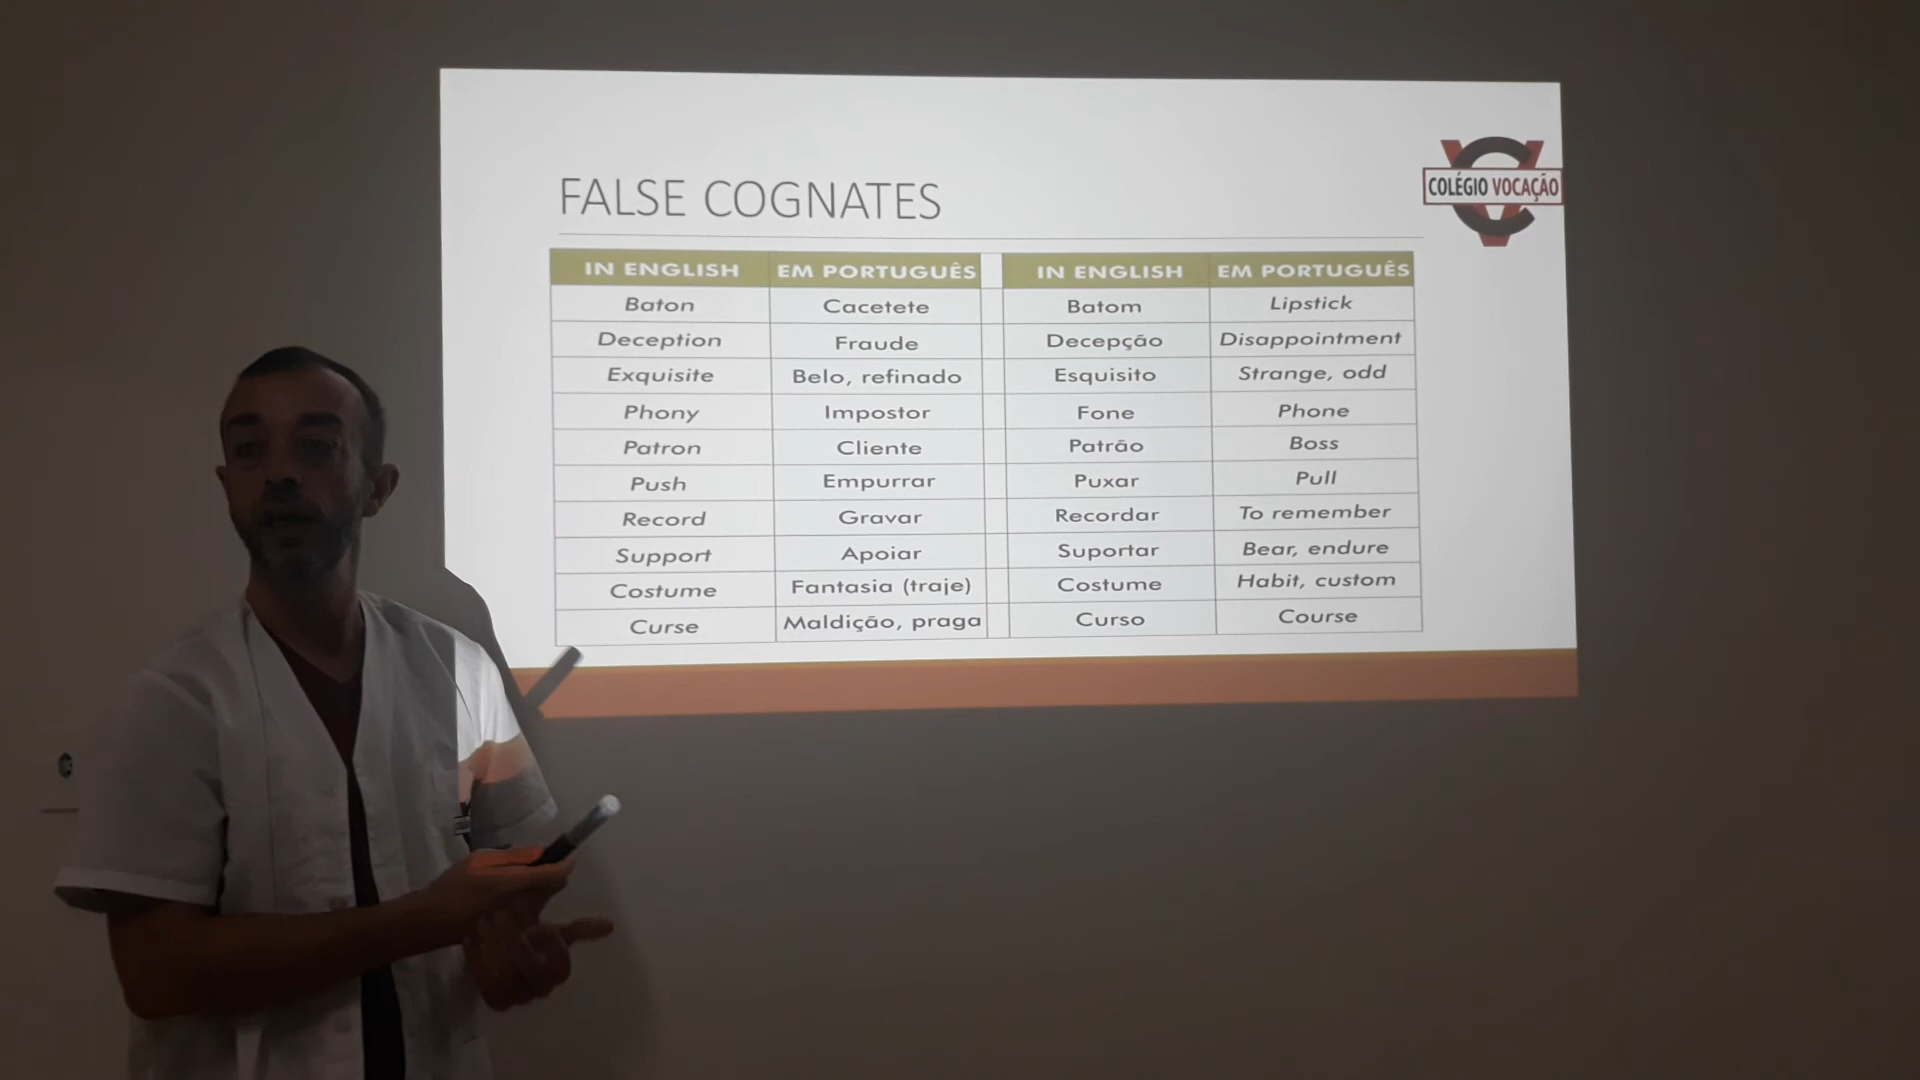 COLÉGIO VOCAÇÃO
FALSE COGNATES
IN ENGLISH EM PORTUGUÊS IN ENGLISH EM PORTUGUÊS
Baton Cacetete Batom Lipstick
Deception Fraude Decepção Disappointment
Exquisite Belo, refinado Esquisito Strange, odd
Phony Impostor Fone Phone
Patron Cliente Patrão Boss
Push Empurrar Puxar Pull
Record Gravar Recordar To remember
Support Apoiar Suportar Bear, endure
Costume Fantasia (traje) Costume Habit, custom
Curse Maldição, praga Curso Course